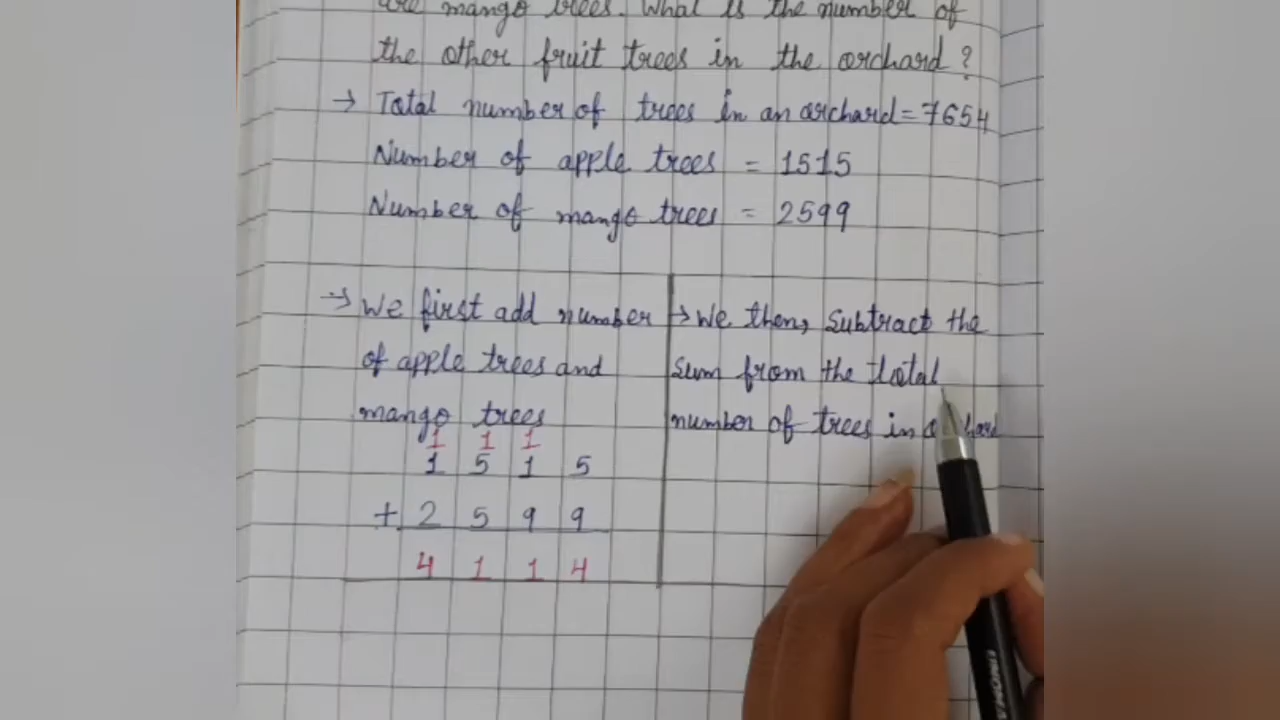 are mango trees. What is the number of
the other fruit trees in the orchard?
→ Total number of trees in an orchard = 7654
Number of apple trees = 1515
Number of mango trees = 2599
→ We first add number
of apple trees and
mango trees
1 1 1
1 5 1 5
+ 2 5 9 9
4 1 1 4
→ We then, subtract the
sum from the total
number of trees in